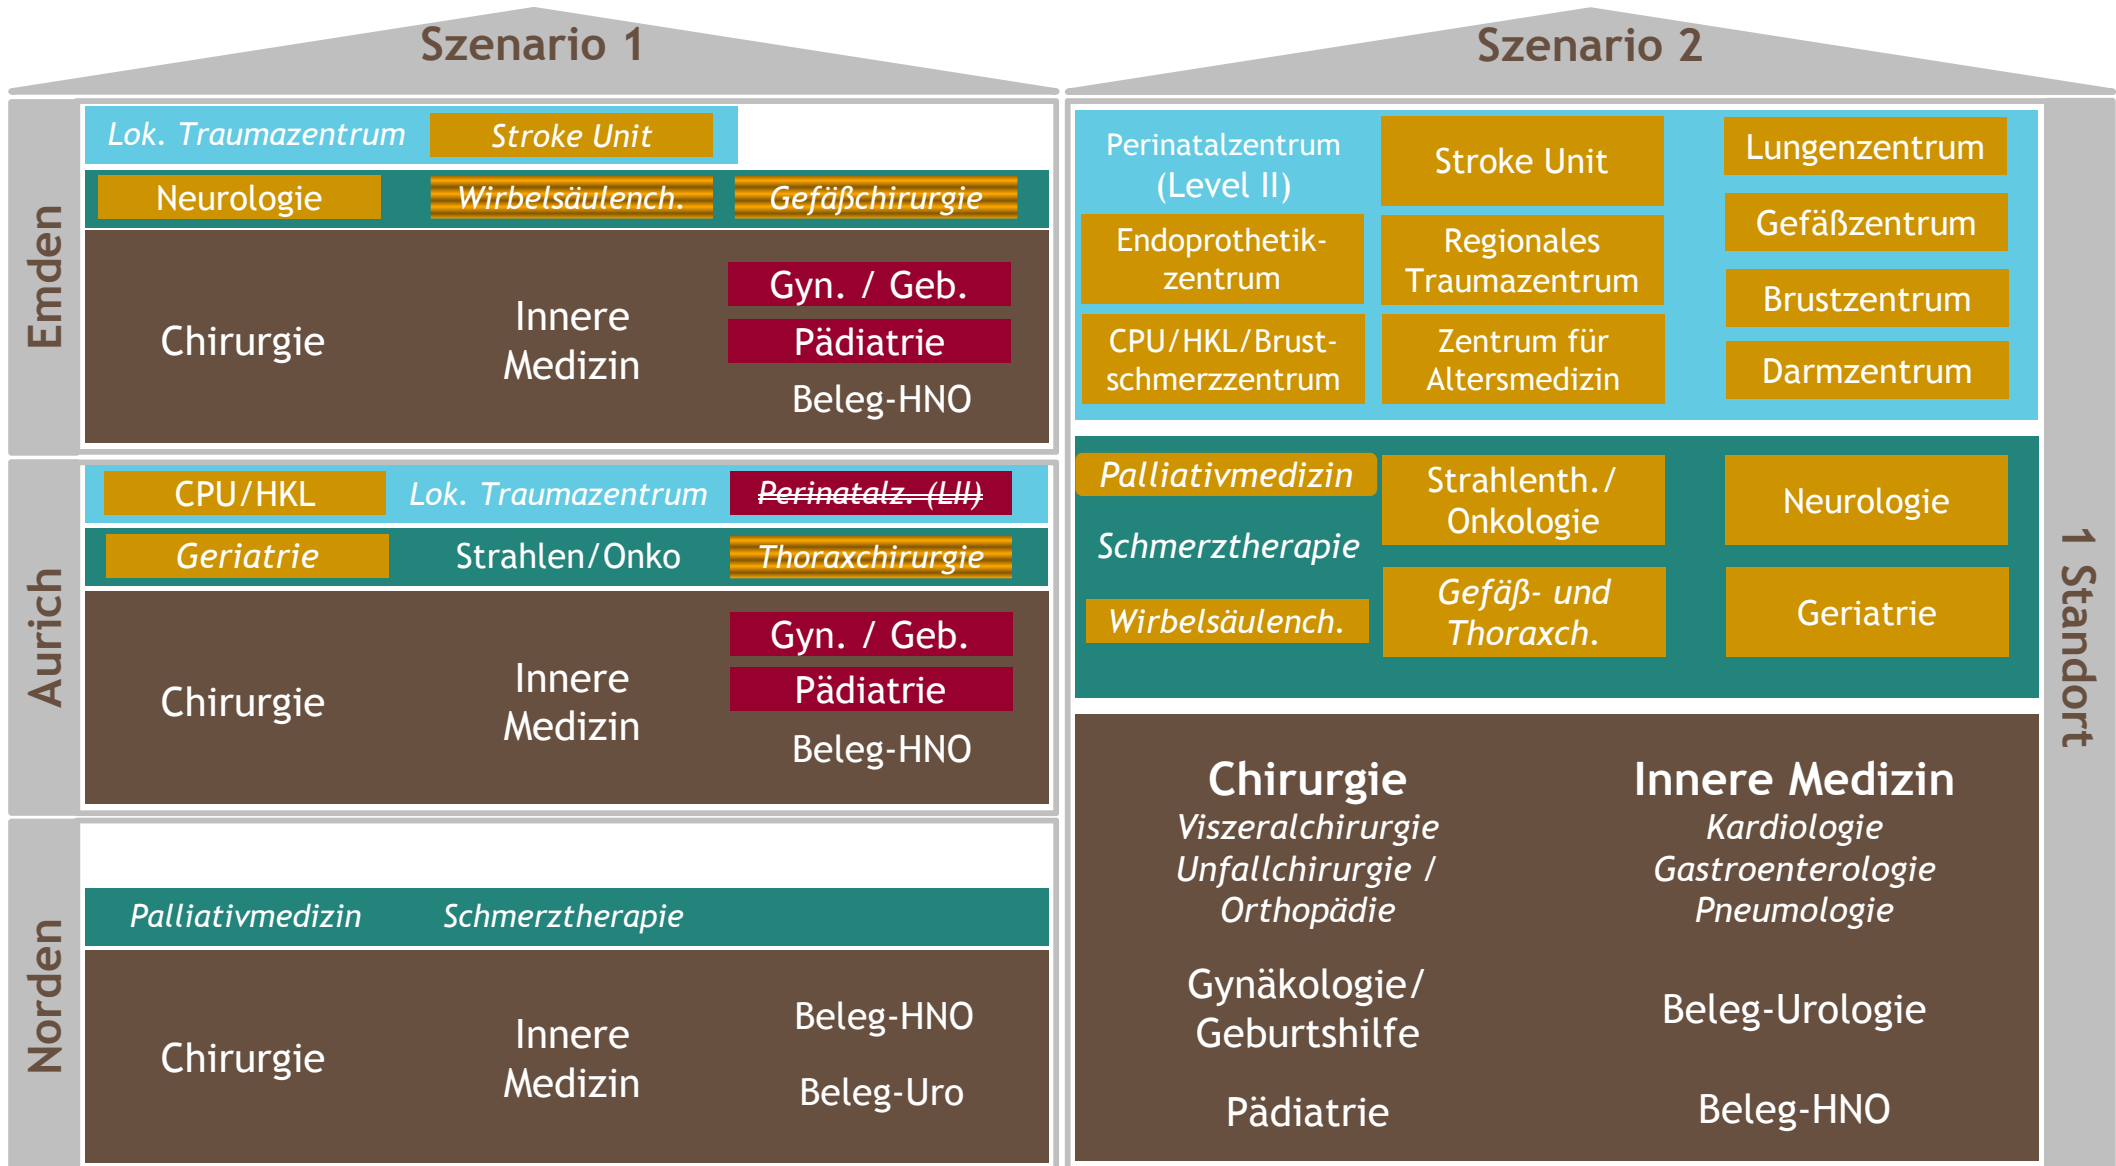 Szenario 1
Emden
Lok. Traumazentrum
Stroke Unit
Neurologie
Wirbelsäulench.
Gefäßchirurgie
Chirurgie
Innere
Medizin
Gyn. / Geb.
Pädiatrie
Beleg-HNO
Aurich
CPU/HKL
Lok. Traumazentrum
Perinatalz. (LII)
Geriatrie
Strahlen/Onko
Thoraxchirurgie
Chirurgie
Innere
Medizin
Gyn. / Geb.
Pädiatrie
Beleg-HNO
Norden
Palliativmedizin
Schmerztherapie
Chirurgie
Innere
Medizin
Beleg-HNO
Beleg-Uro
Szenario 2
1 Standort
Perinatalzentrum
(Level II)
Stroke Unit
Lungenzentrum
Gefäßzentrum
Endoprothetik-
zentrum
Regionales
Traumazentrum
Brustzentrum
CPU/HKL/Brust-
schmerzzentrum
Zentrum für
Altersmedizin
Darmzentrum
Palliativmedizin
Strahlenth./
Onkologie
Neurologie
Schmerztherapie
Wirbelsäulench.
Gefäß- und
Thoraxch.
Geriatrie
Chirurgie
Viszeralchirurgie
Unfallchirurgie /
Orthopädie
Innere Medizin
Kardiologie
Gastroenterologie
Pneumologie
Gynäkologie/
Geburtshilfe
Beleg-Urologie
Pädiatrie
Beleg-HNO